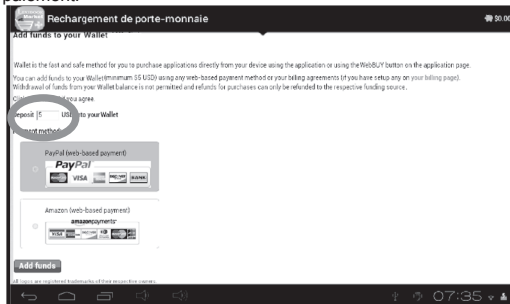 paiement.
Rechargement de porte-monnaie
$0.00
Add funds to your Wallet
Wallet is the fast and safe method for you to purchase applications directly from your device using the application or using the WebBUY button on the application page.
You can add funds to your Wallet(minimum 5$ USD) using any web-based payment method or your billing agreements (if you have setup any on your billing page).
Withdrawal of funds from your Wallet balance is not permitted and refunds for purchases can only be refunded to the respective funding source.
you agree.
Deposit 5 USD into your Wallet
method
PayPal (web-based payment)
PayPal
VISA BANK
Amazon (web-based payment)
amazonpayments
VISA
Add funds
All logos are registered trademarks of their respective owners
07:35